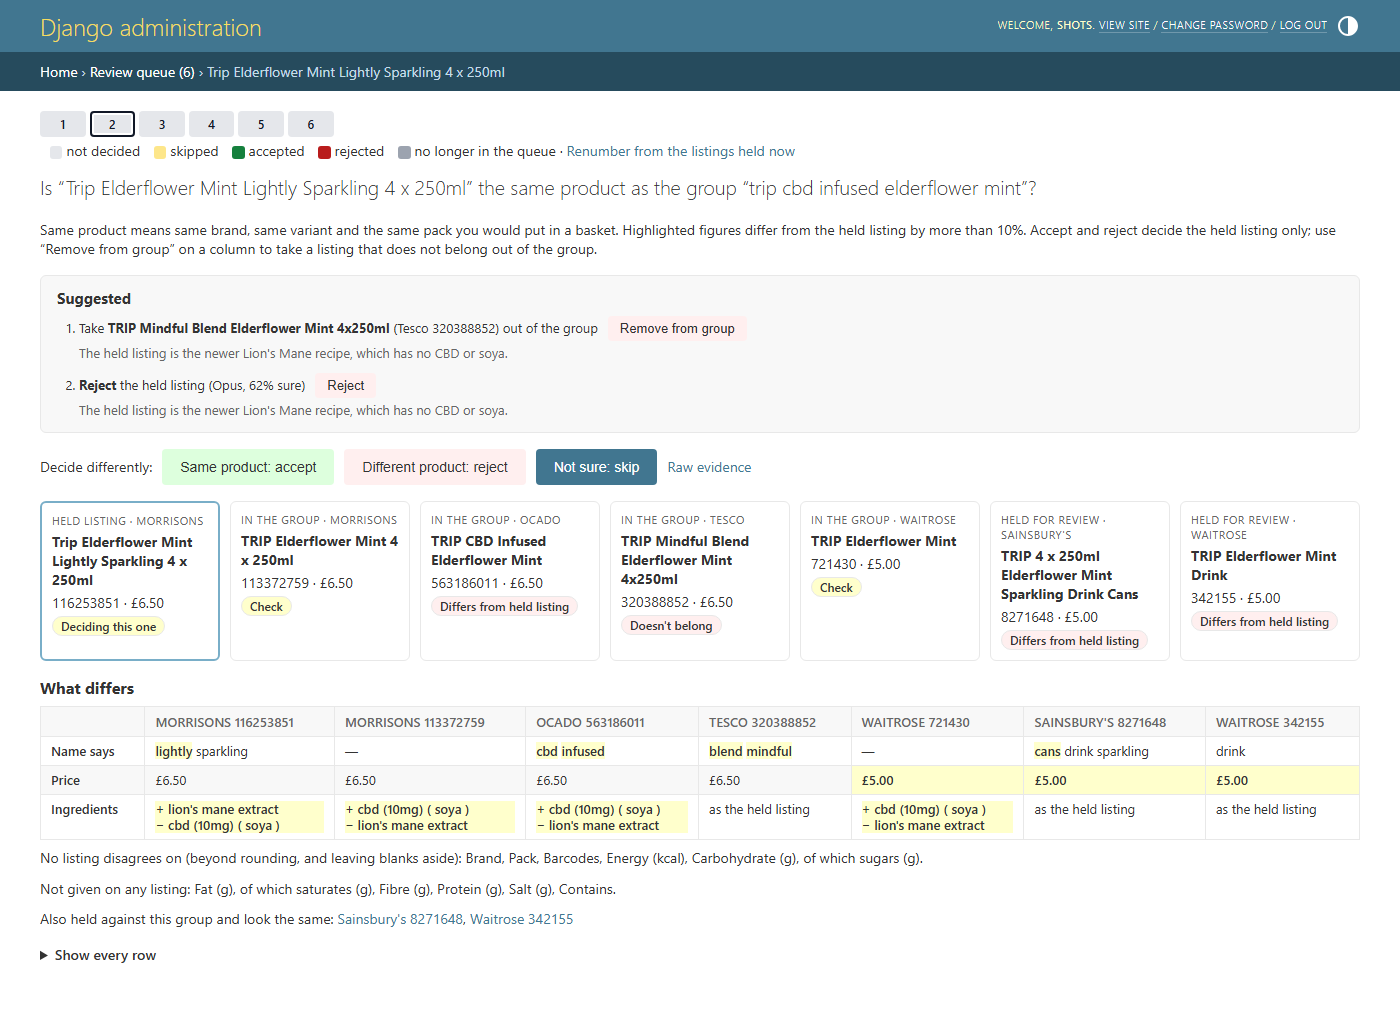 Django administration
WELCOME, SHOTS. VIEW SITE / CHANGE PASSWORD / LOG OUT
Home › Review queue (6) › Trip Elderflower Mint Lightly Sparkling 4 x 250ml
1 2 3 4 5 6
not decided skipped accepted rejected no longer in the queue · Renumber from the listings held now
Is “Trip Elderflower Mint Lightly Sparkling 4 x 250ml” the same product as the group “trip cbd infused elderflower mint”?
Same product means same brand, same variant and the same pack you would put in a basket. Highlighted figures differ from the held listing by more than 10%. Accept and reject decide the held listing only; use
“Remove from group” on a column to take a listing that does not belong out of the group.
Suggested
1. Take TRIP Mindful Blend Elderflower Mint 4x250ml (Tesco 320388852) out of the group Remove from group
The held listing is the newer Lion's Mane recipe, which has no CBD or soya.
2. Reject the held listing (Opus, 62% sure) Reject
The held listing is the newer Lion's Mane recipe, which has no CBD or soya.
Decide differently: Same product: accept Different product: reject Not sure: skip Raw evidence
HELD LISTING · MORRISONS
Trip Elderflower Mint
Lightly Sparkling 4 x
250ml
116253851 · £6.50
Deciding this one
IN THE GROUP · MORRISONS
TRIP Elderflower Mint 4
x 250ml
113372759 · £6.50
Check
IN THE GROUP · OCADO
TRIP CBD Infused
Elderflower Mint
563186011 · £6.50
Differs from held listing
IN THE GROUP · TESCO
TRIP Mindful Blend
Elderflower Mint
4x250ml
320388852 · £6.50
Doesn't belong
IN THE GROUP · WAITROSE
TRIP Elderflower Mint
721430 · £5.00
Check
HELD FOR REVIEW ·
SAINSBURY'S
TRIP 4 x 250ml
Elderflower Mint
Sparkling Drink Cans
8271648 · £5.00
Differs from held listing
HELD FOR REVIEW ·
WAITROSE
TRIP Elderflower Mint
Drink
342155 · £5.00
Differs from held listing
What differs
MORRISONS 116253851 MORRISONS 113372759 OCADO 563186011 TESCO 320388852 WAITROSE 721430 SAINSBURY'S 8271648 WAITROSE 342155
Name says lightly sparkling — cbd infused blend mindful — cans drink sparkling drink
Price £6.50 £6.50 £6.50 £6.50 £5.00 £5.00 £5.00
Ingredients + lion's mane extract + cbd (10mg) ( soya ) + cbd (10mg) ( soya ) as the held listing + cbd (10mg) ( soya ) as the held listing as the held listing
− cbd (10mg) ( soya ) − lion's mane extract − lion's mane extract − lion's mane extract
No listing disagrees on (beyond rounding, and leaving blanks aside): Brand, Pack, Barcodes, Energy (kcal), Carbohydrate (g), of which sugars (g).
Not given on any listing: Fat (g), of which saturates (g), Fibre (g), Protein (g), Salt (g), Contains.
Also held against this group and look the same: Sainsbury's 8271648, Waitrose 342155
▶ Show every row